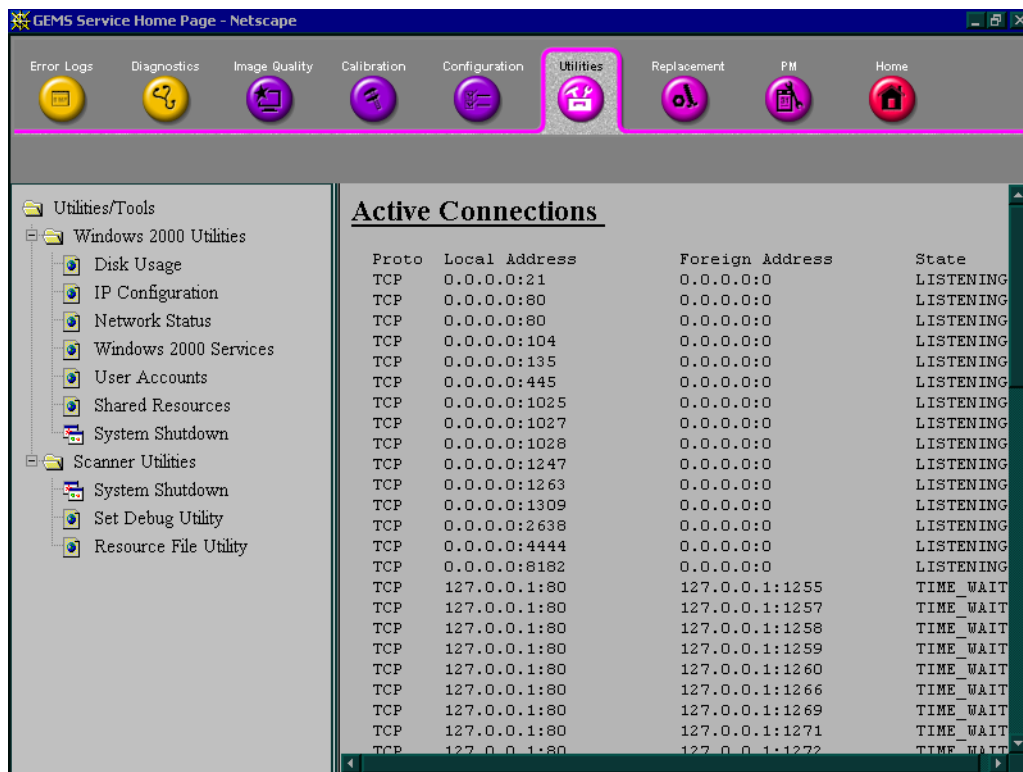 GEMS Service Home Page - Netscape
Error Logs Diagnostics Image Quality Calibration Configuration Utilities Replacement PM Home
Utilities/Tools
Windows 2000 Utilities
Disk Usage
IP Configuration
Network Status
Windows 2000 Services
User Accounts
Shared Resources
System Shutdown
Scanner Utilities
System Shutdown
Set Debug Utility
Resource File Utility
Active Connections
Proto Local Address Foreign Address State
TCP 0.0.0.0:21 0.0.0.0:0 LISTENING
TCP 0.0.0.0:80 0.0.0.0:0 LISTENING
TCP 0.0.0.0:80 0.0.0.0:0 LISTENING
TCP 0.0.0.0:104 0.0.0.0:0 LISTENING
TCP 0.0.0.0:135 0.0.0.0:0 LISTENING
TCP 0.0.0.0:445 0.0.0.0:0 LISTENING
TCP 0.0.0.0:1025 0.0.0.0:0 LISTENING
TCP 0.0.0.0:1027 0.0.0.0:0 LISTENING
TCP 0.0.0.0:1028 0.0.0.0:0 LISTENING
TCP 0.0.0.0:1247 0.0.0.0:0 LISTENING
TCP 0.0.0.0:1263 0.0.0.0:0 LISTENING
TCP 0.0.0.0:1309 0.0.0.0:0 LISTENING
TCP 0.0.0.0:2638 0.0.0.0:0 LISTENING
TCP 0.0.0.0:4444 0.0.0.0:0 LISTENING
TCP 0.0.0.0:8182 0.0.0.0:0 LISTENING
TCP 127.0.0.1:80 127.0.0.1:1255 TIME_WAIT
TCP 127.0.0.1:80 127.0.0.1:1257 TIME_WAIT
TCP 127.0.0.1:80 127.0.0.1:1258 TIME_WAIT
TCP 127.0.0.1:80 127.0.0.1:1259 TIME_WAIT
TCP 127.0.0.1:80 127.0.0.1:1260 TIME_WAIT
TCP 127.0.0.1:80 127.0.0.1:1266 TIME_WAIT
TCP 127.0.0.1:80 127.0.0.1:1269 TIME_WAIT
TCP 127.0.0.1:80 127.0.0.1:1271 TIME_WAIT
TCP 127.0.0.1:80 127.0.0.1:1272 TIME_WAIT